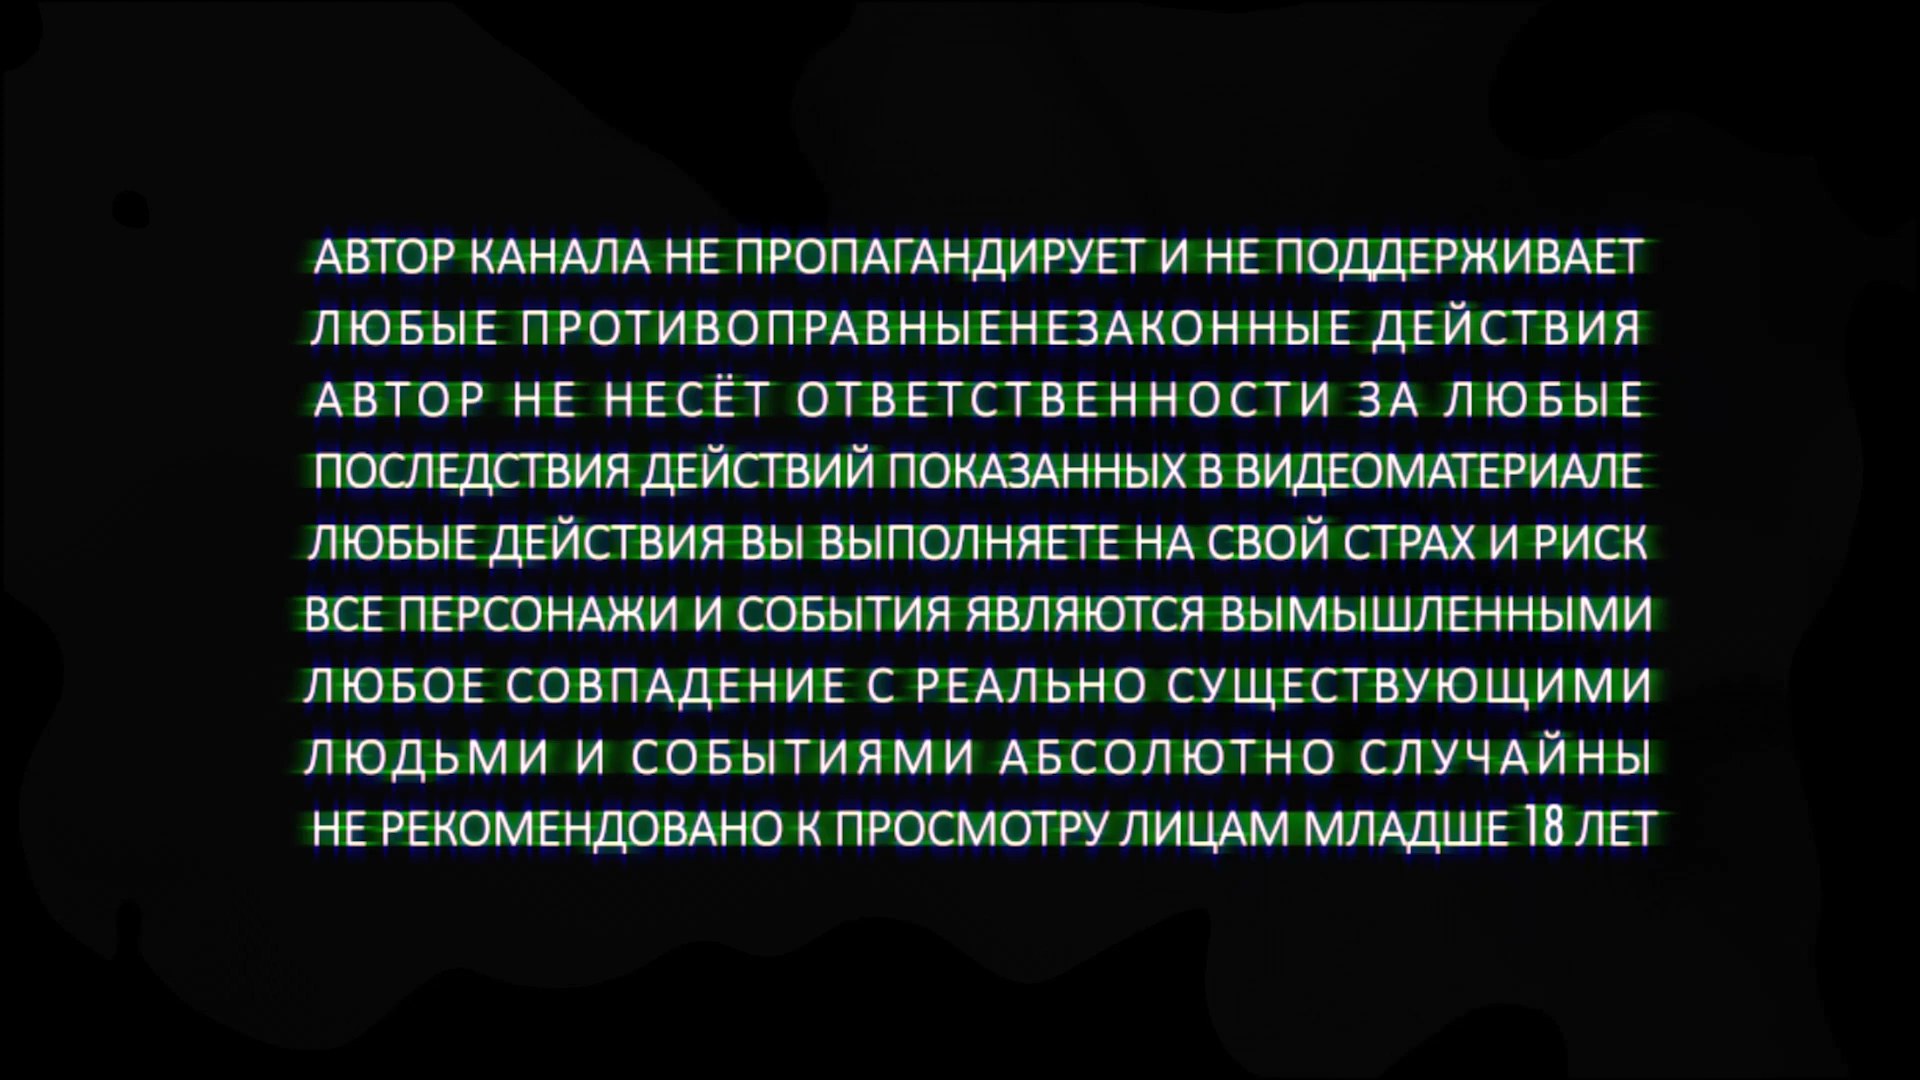 АВТОР КАНАЛА НЕ ПРОПАГАНДИРУЕТ И НЕ ПОДДЕРЖИВАЕТ
ЛЮБЫЕ ПРОТИВОПРАВНЫЕНЕЗАКОННЫЕ ДЕЙСТВИЯ
АВТОР НЕ НЕСЁТ ОТВЕТСТВЕННОСТИ ЗА ЛЮБЫЕ
ПОСЛЕДСТВИЯ ДЕЙСТВИЙ ПОКАЗАННЫХ В ВИДЕОМАТЕРИАЛЕ
ЛЮБЫЕ ДЕЙСТВИЯ ВЫ ВЫПОЛНЯЕТЕ НА СВОЙ СТРАХ И РИСК
ВСЕ ПЕРСОНАЖИ И СОБЫТИЯ ЯВЛЯЮТСЯ ВЫМЫШЛЕННЫМИ
ЛЮБОЕ СОВПАДЕНИЕ С РЕАЛЬНО СУЩЕСТВУЮЩИМИ
ЛЮДЬМИ И СОБЫТИЯМИ АБСОЛЮТНО СЛУЧАЙНЫ
НЕ РЕКОМЕНДОВАНО К ПРОСМОТРУ ЛИЦАМ МЛАДШЕ 18 ЛЕТ